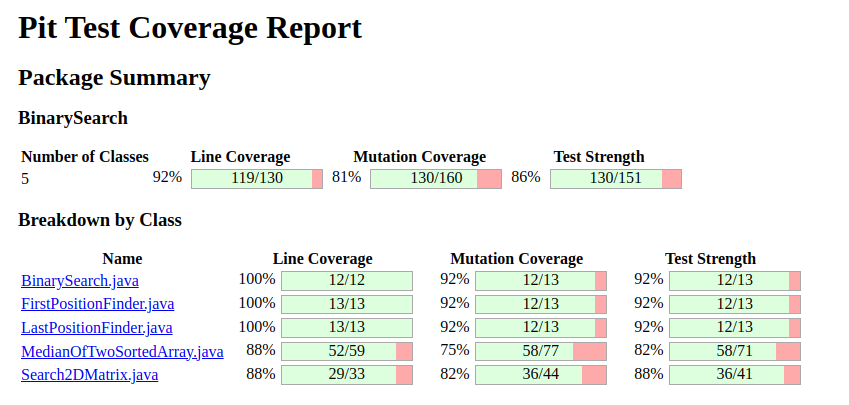 Pit Test Coverage Report
Package Summary
BinarySearch
Number of Classes Line Coverage Mutation Coverage Test Strength
5 92% 119/130 81% 130/160 86% 130/151
Breakdown by Class
Name Line Coverage Mutation Coverage Test Strength
BinarySearch.java 100% 12/12 92% 12/13 92% 12/13
FirstPositionFinder.java 100% 13/13 92% 12/13 92% 12/13
LastPositionFinder.java 100% 13/13 92% 12/13 92% 12/13
MedianOfTwoSortedArray.java 88% 52/59 75% 58/77 82% 58/71
Search2DMatrix.java 88% 29/33 82% 36/44 88% 36/41